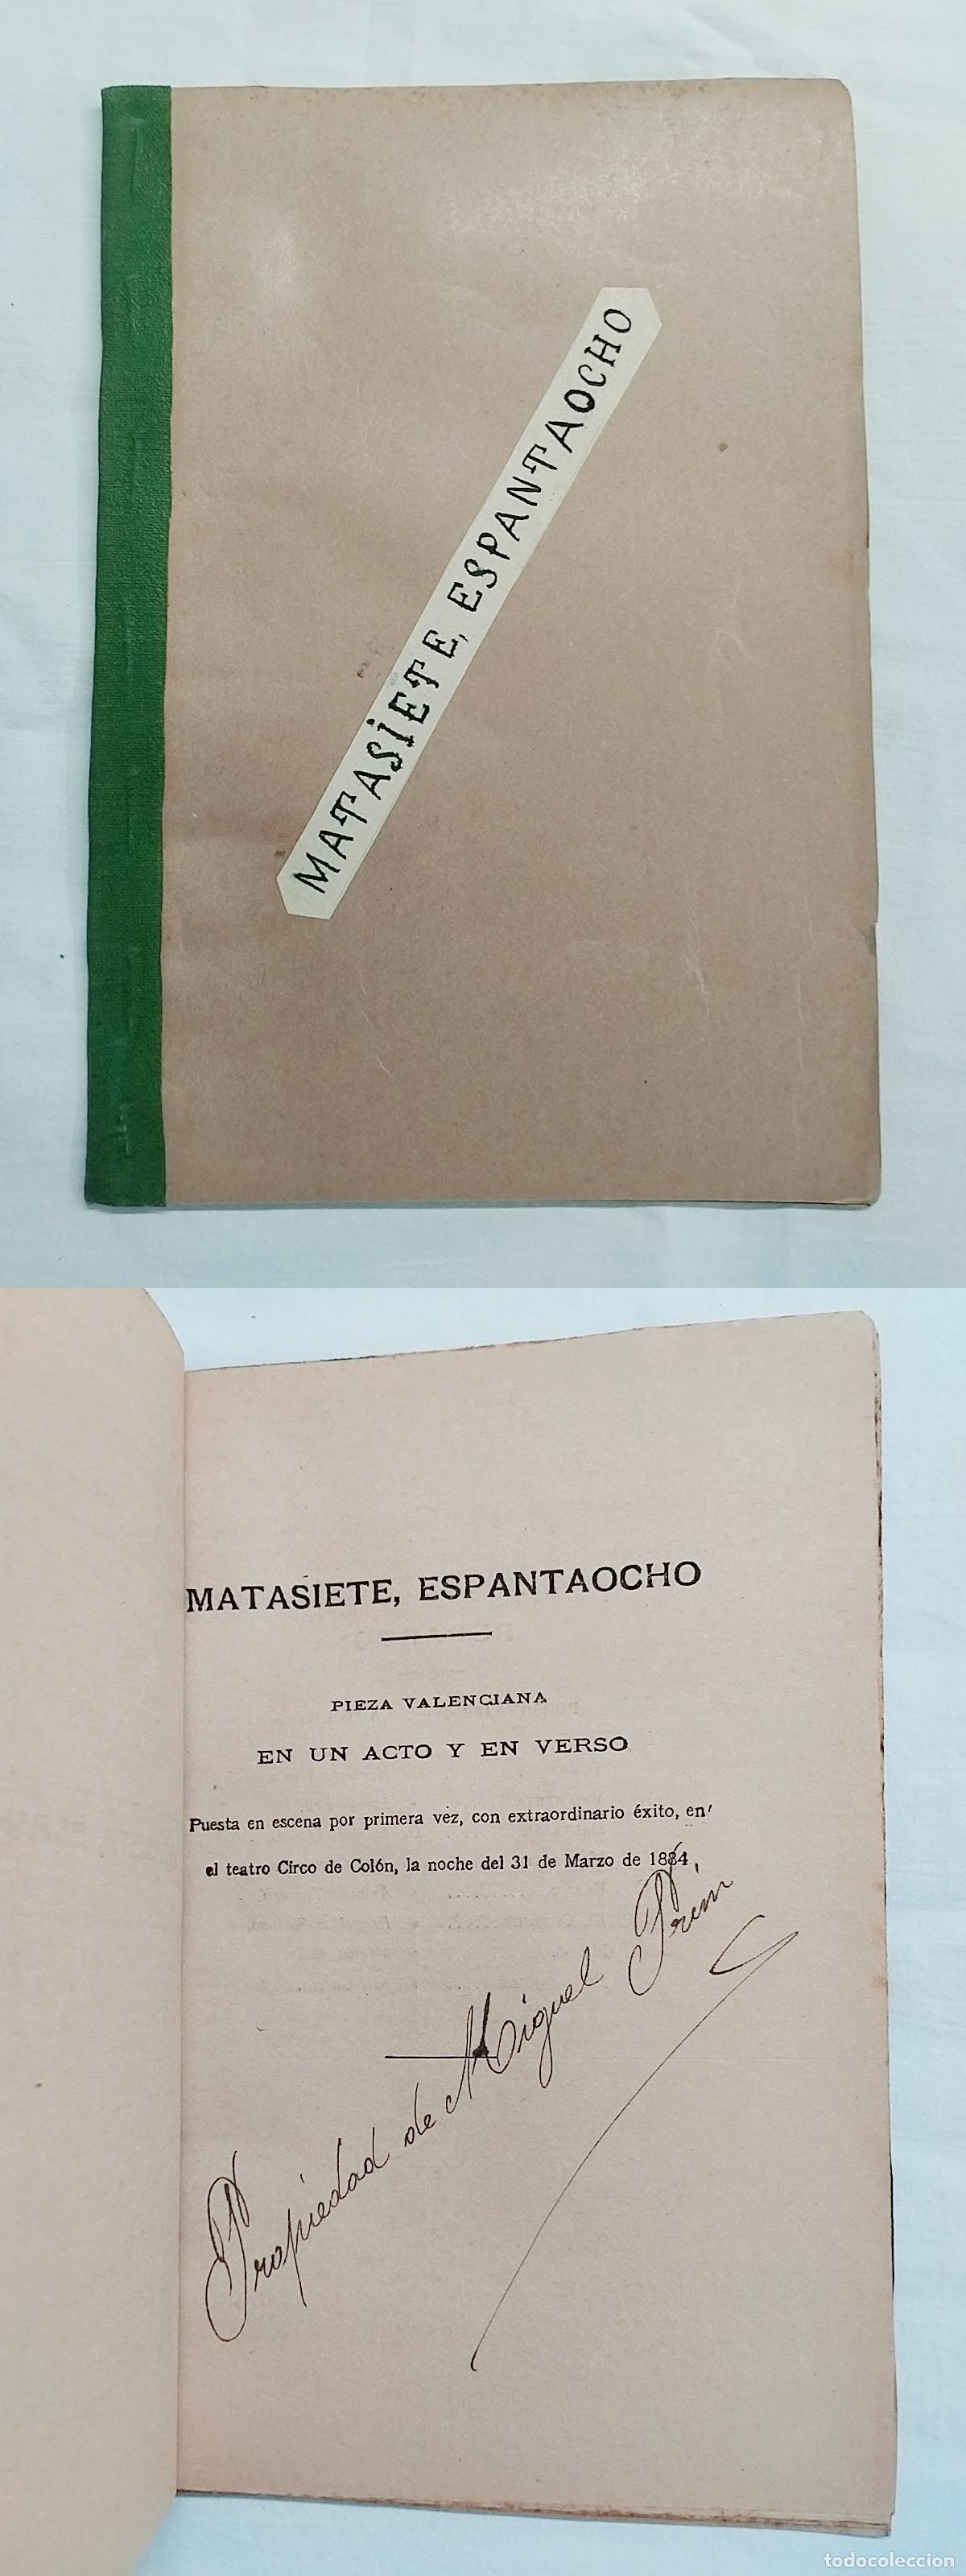 MATASiETE, ESPANTAOCHO
MATASIETE, ESPANTAOCHO
PIEZA VALENCIANA
EN UN ACTO Y EN VERSO
Puesta en escena por primera vez, con extraordinario éxito, en
el teatro Circo de Colón, la noche del 31 de Marzo de 1884.
Propiedad de Miguel Prim
todocoleccion